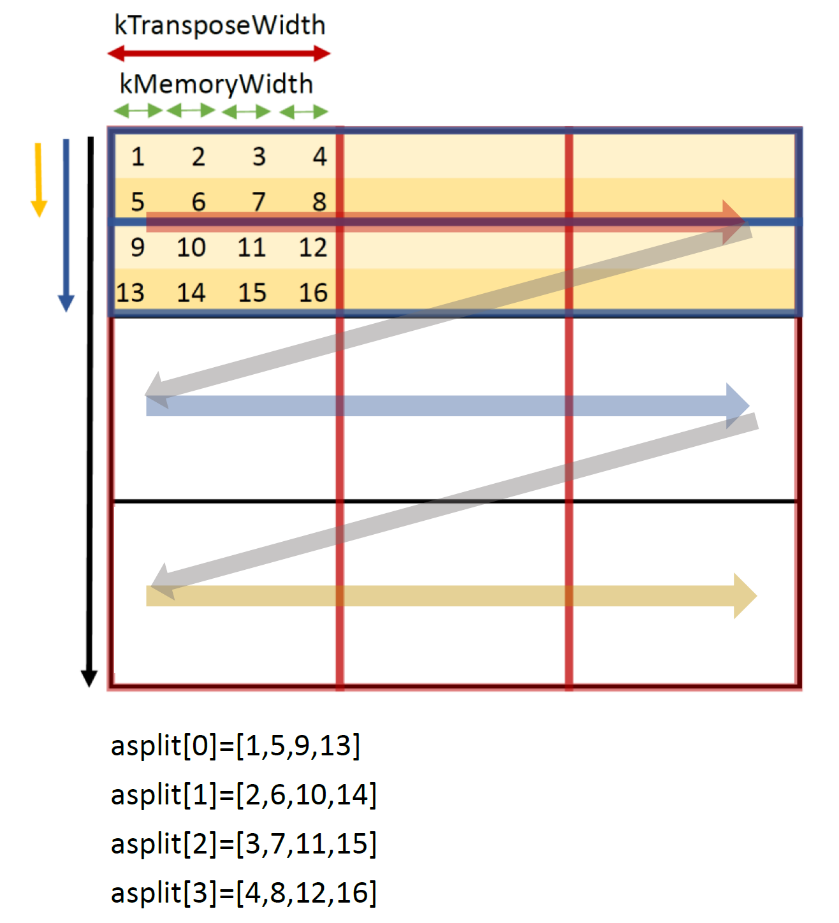 kTransposeWidth
kMemoryWidth
1 2 3 4
5 6 7 8
9 10 11 12
13 14 15 16
asplit[0]=[1,5,9,13]
asplit[1]=[2,6,10,14]
asplit[2]=[3,7,11,15]
asplit[3]=[4,8,12,16]